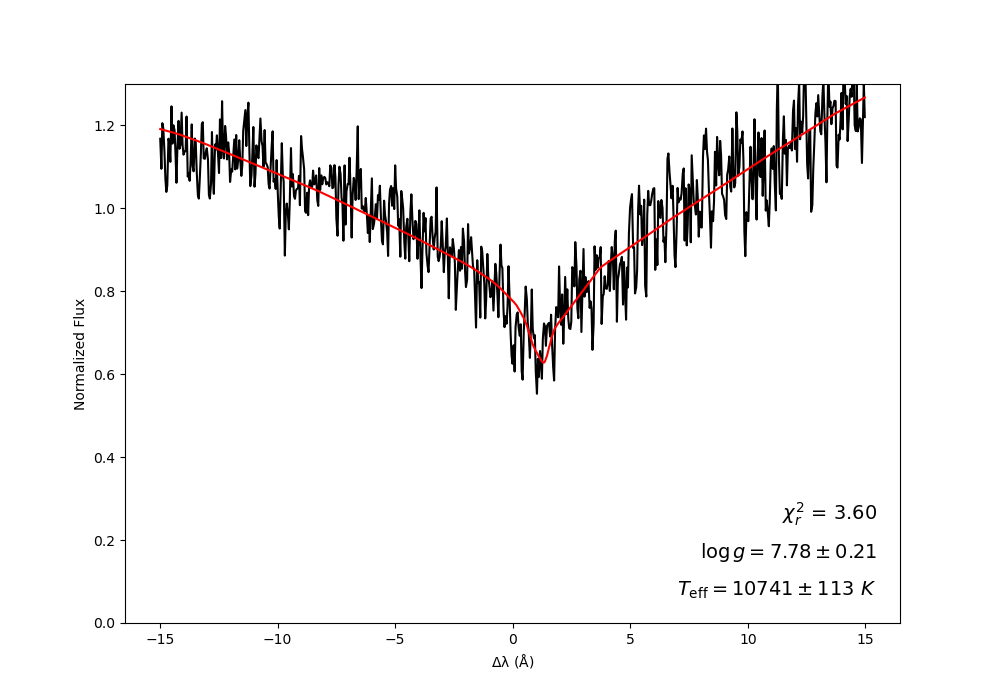 1.2
1.0
0.8
0.6
0.4
0.2
0.0
Normalized Flux
χ²ᵣ = 3.60
log g = 7.78 ± 0.21
T_eff = 10741 ± 113 K
−15 −10 −5 0 5 10 15
Δλ (Å)